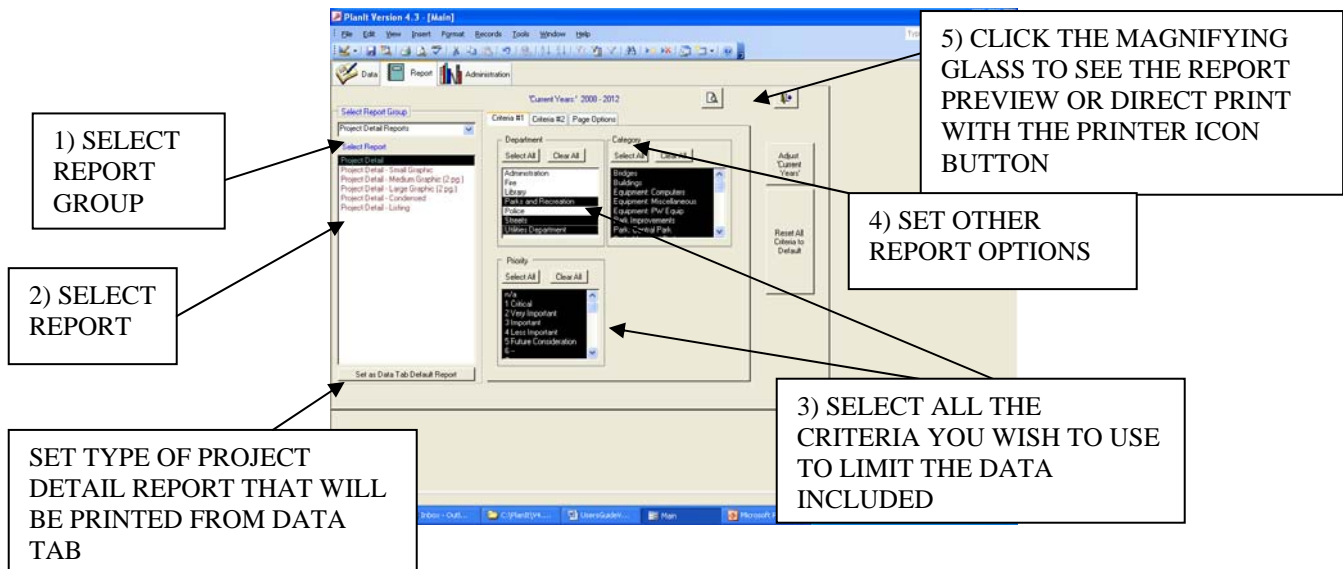 PlanIt Version 4.3 - [Main]
File Edit View Insert Format Records Tools Window Help
Data Report Administration
'Current Years' 2008 - 2012
Select Report Group
Project Detail Reports
Select Report
Project Detail
Project Detail - Small Graphic
Project Detail - Medium Graphic (2 pg.)
Project Detail - Large Graphic (2 pg.)
Project Detail - Condensed
Project Detail - Listing
Set as Data Tab Default Report
Criteria #1 Criteria #2 Page Options
Department
Select All Clear All
Administration
Fire
Library
Parks and Recreation
Police
Streets
Utilities Department
Category
Select All Clear All
Bridges
Buildings
Equipment: Computers
Equipment: Miscellaneous
Equipment: PW Equip
Park Improvements
Park: Central Park
Priority
Select All Clear All
n/a
1 Critical
2 Very Important
3 Important
4 Less Important
5 Future Consideration
6 --
Adjust
'Current
Years'
Reset All
Criteria to
Default
Inbox - Outl...
UsersGuideV...
Main
1) SELECT
REPORT
GROUP
2) SELECT
REPORT
SET TYPE OF PROJECT
DETAIL REPORT THAT WILL
BE PRINTED FROM DATA
TAB
5) CLICK THE MAGNIFYING
GLASS TO SEE THE REPORT
PREVIEW OR DIRECT PRINT
WITH THE PRINTER ICON
BUTTON
4) SET OTHER
REPORT OPTIONS
3) SELECT ALL THE
CRITERIA YOU WISH TO USE
TO LIMIT THE DATA
INCLUDED